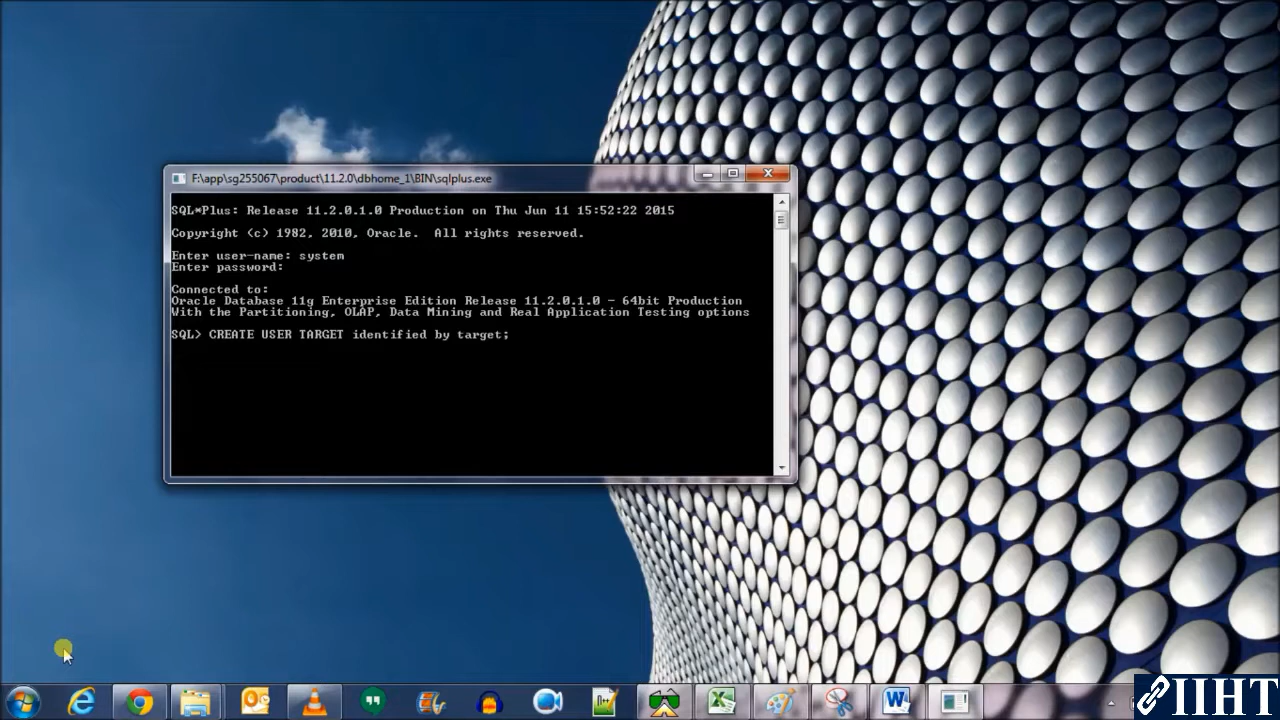 F:\app\sg255067\product\11.2.0\dbhome_1\BIN\sqlplus.exe
SQL*Plus: Release 11.2.0.1.0 Production on Thu Jun 11 15:52:22 2015
Copyright (c) 1982, 2010, Oracle.  All rights reserved.
Enter user-name: system
Enter password:
Connected to:
Oracle Database 11g Enterprise Edition Release 11.2.0.1.0 - 64bit Production
With the Partitioning, OLAP, Data Mining and Real Application Testing options
SQL> CREATE USER TARGET identified by target;
IIHT